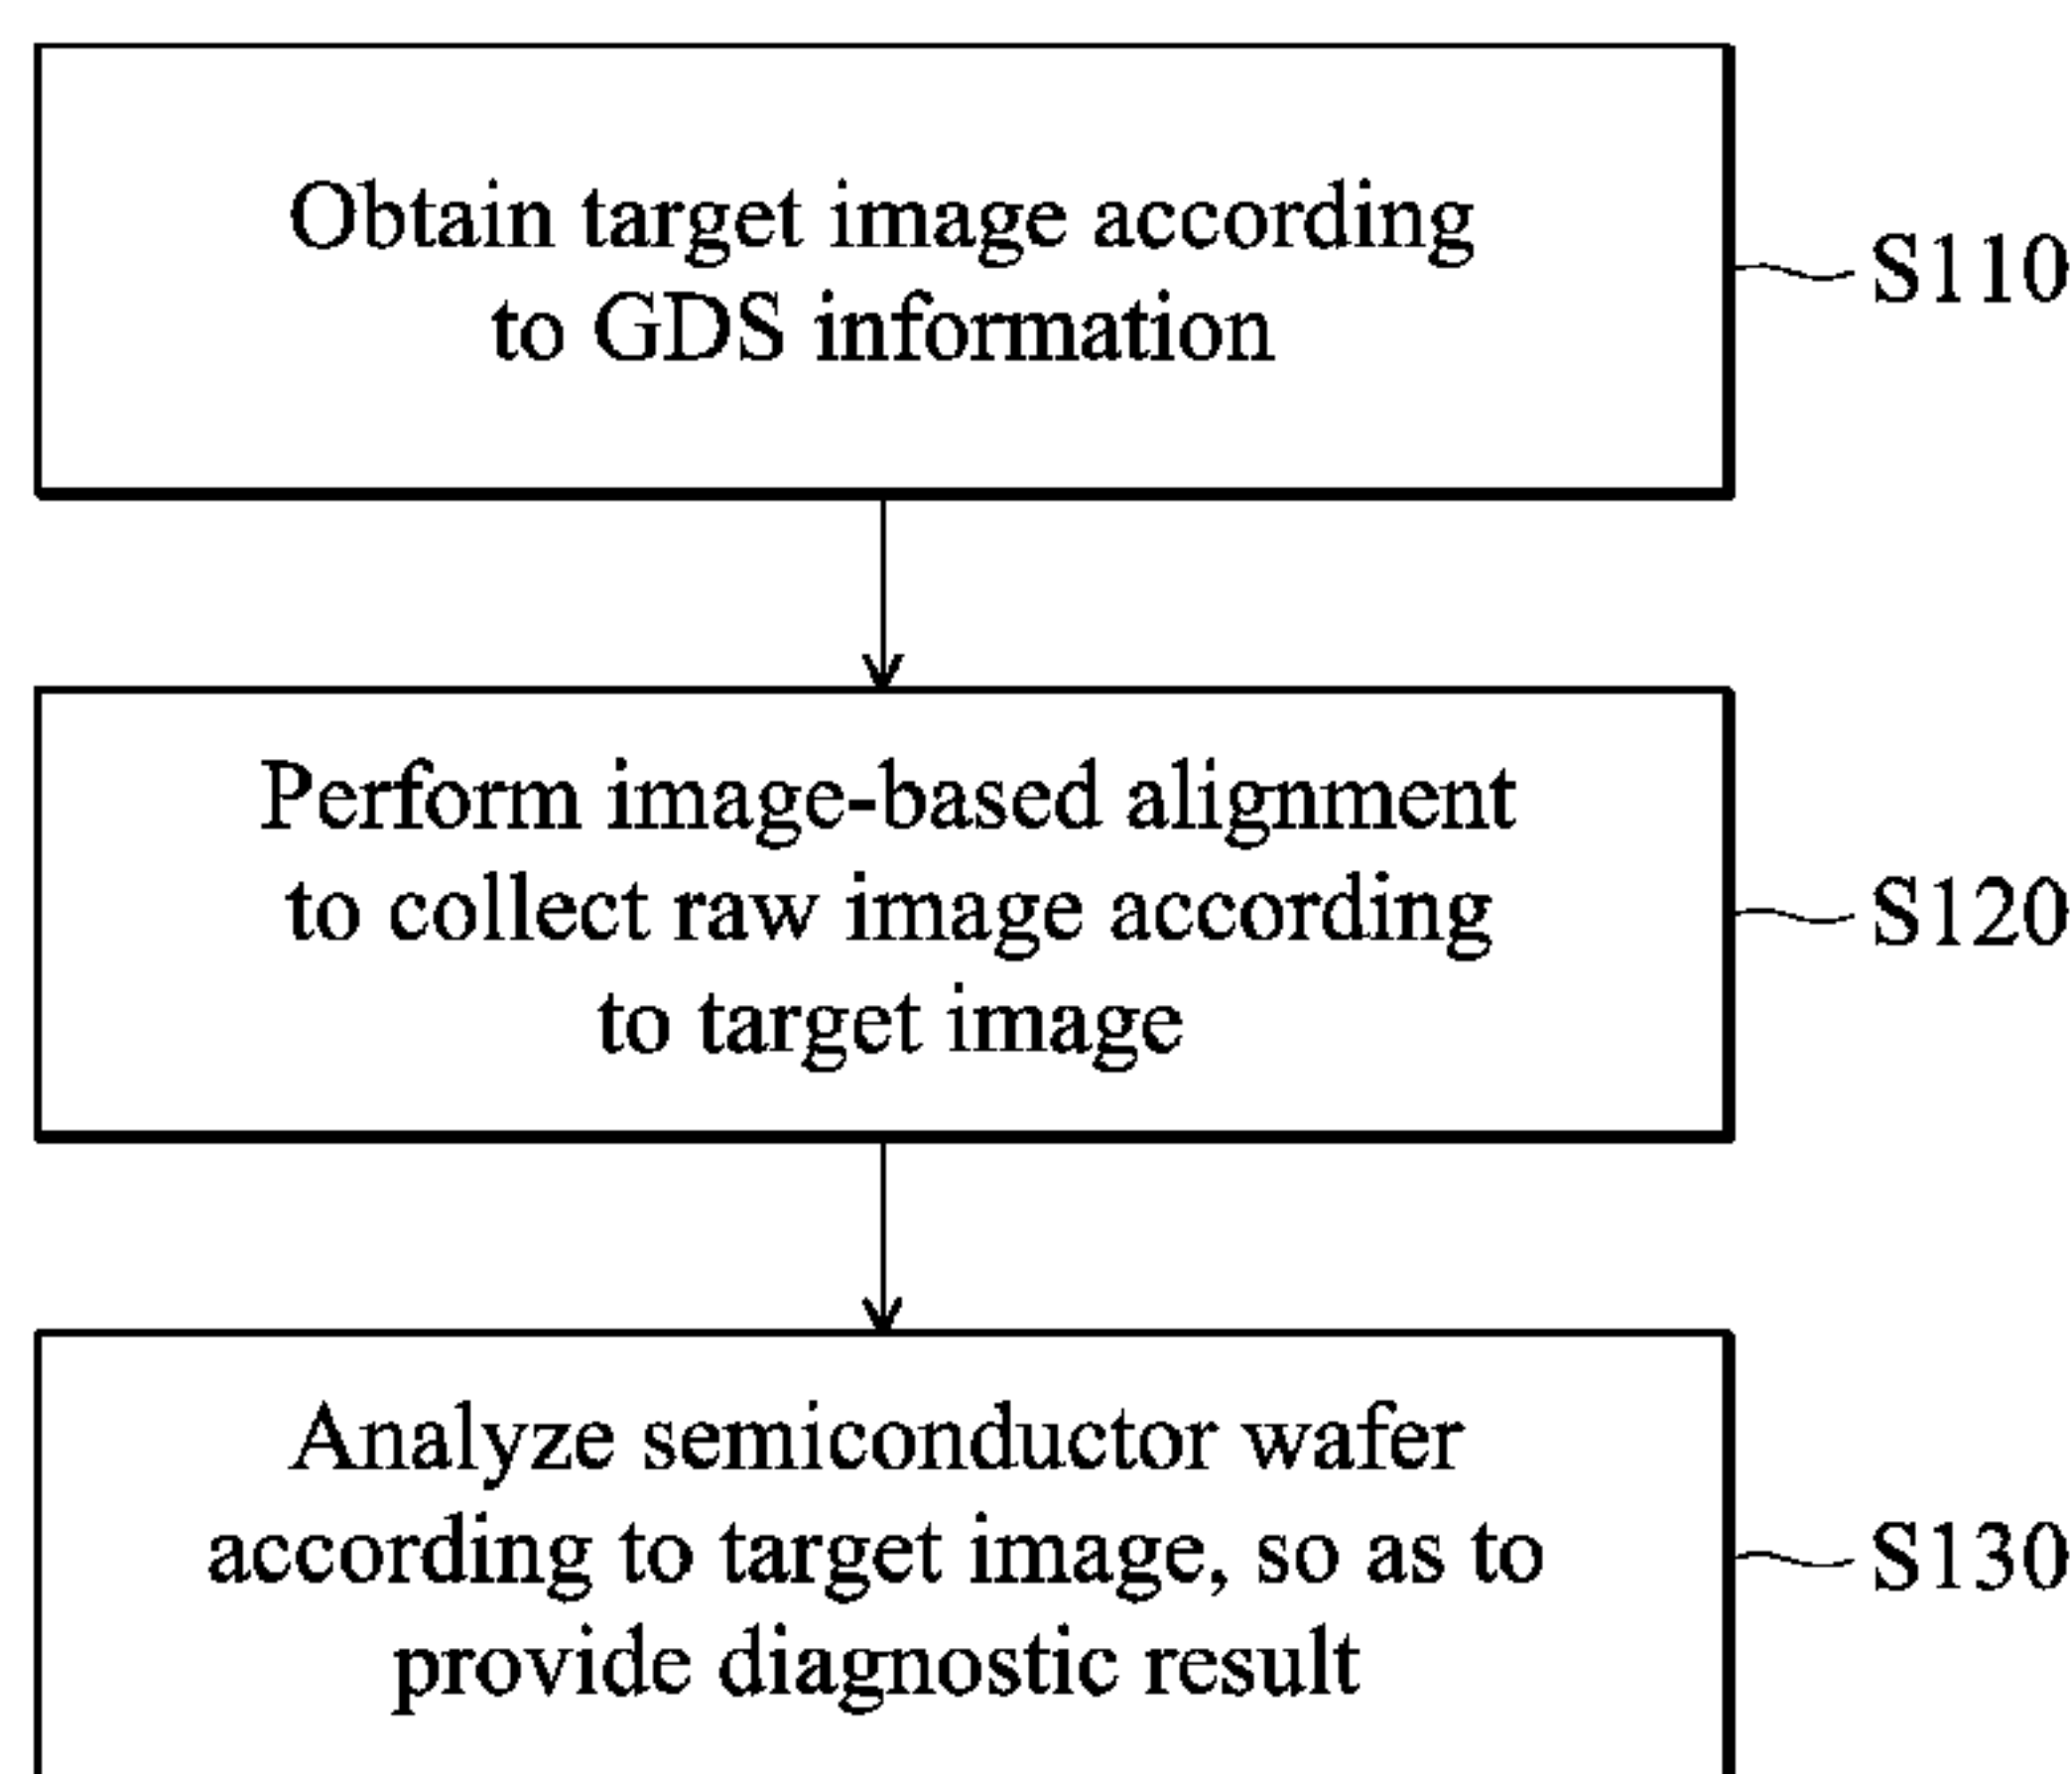 Obtain target image according
to GDS information
S110
Perform image-based alignment
to collect raw image according
to target image
S120
Analyze semiconductor wafer
according to target image, so as to
provide diagnostic result
S130